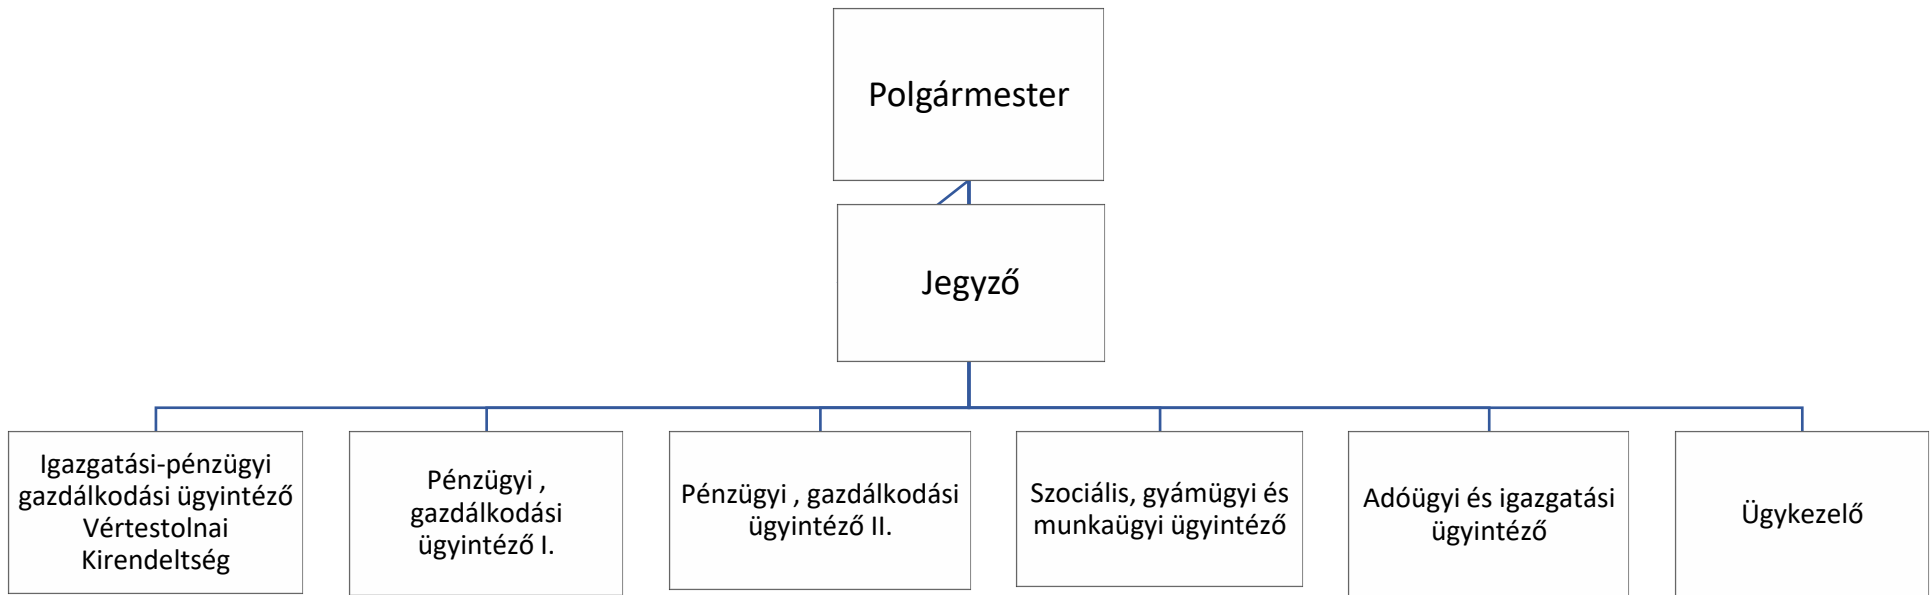 Polgármester
Jegyző
Igazgatási-pénzügyi
gazdálkodási ügyintéző
Vértestolnai
Kirendeltség
Pénzügyi ,
gazdálkodási
ügyintéző I.
Pénzügyi , gazdálkodási
ügyintéző II.
Szociális, gyámügyi és
munkaügyi ügyintéző
Adóügyi és igazgatási
ügyintéző
Ügykezelő